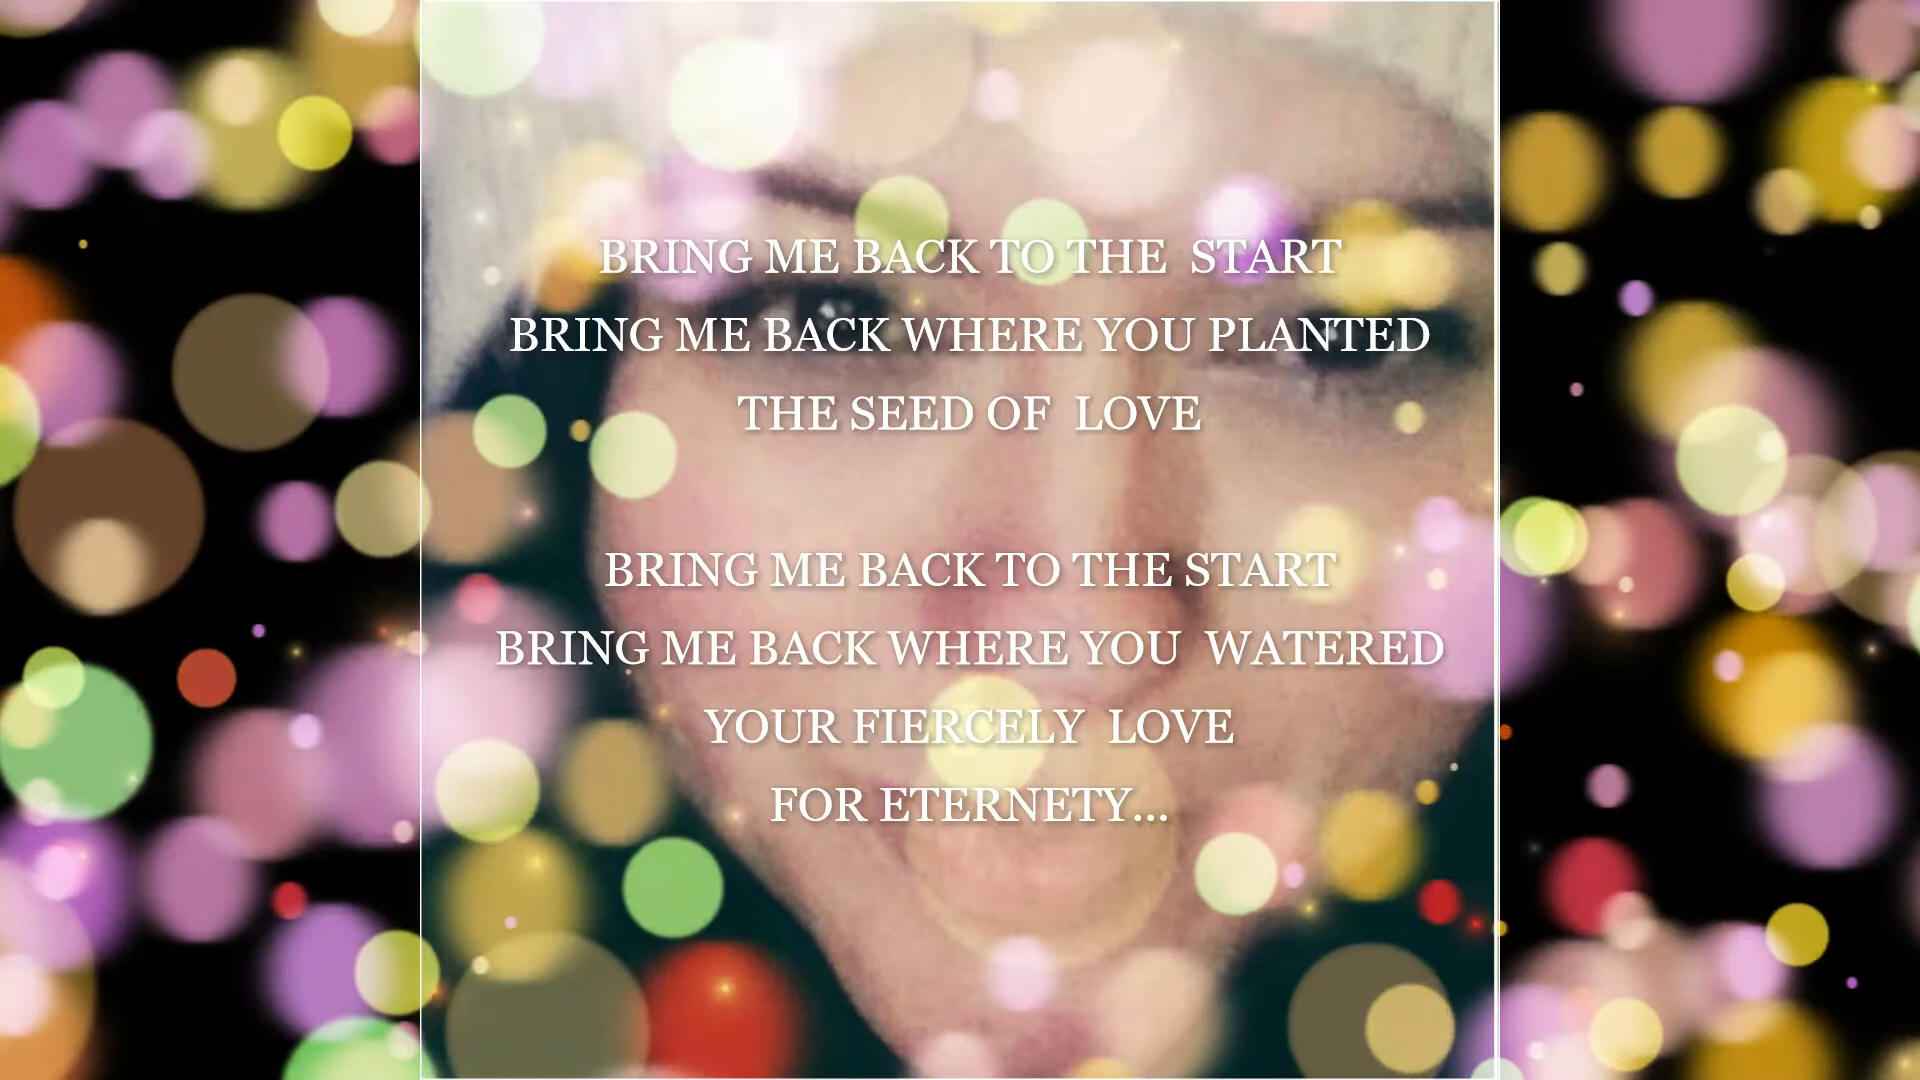 BRING ME BACK TO THE START
BRING ME BACK WHERE YOU PLANTED
THE SEED OF LOVE
BRING ME BACK TO THE START
BRING ME BACK WHERE YOU WATERED
YOUR FIERCELY LOVE
FOR ETERNETY...